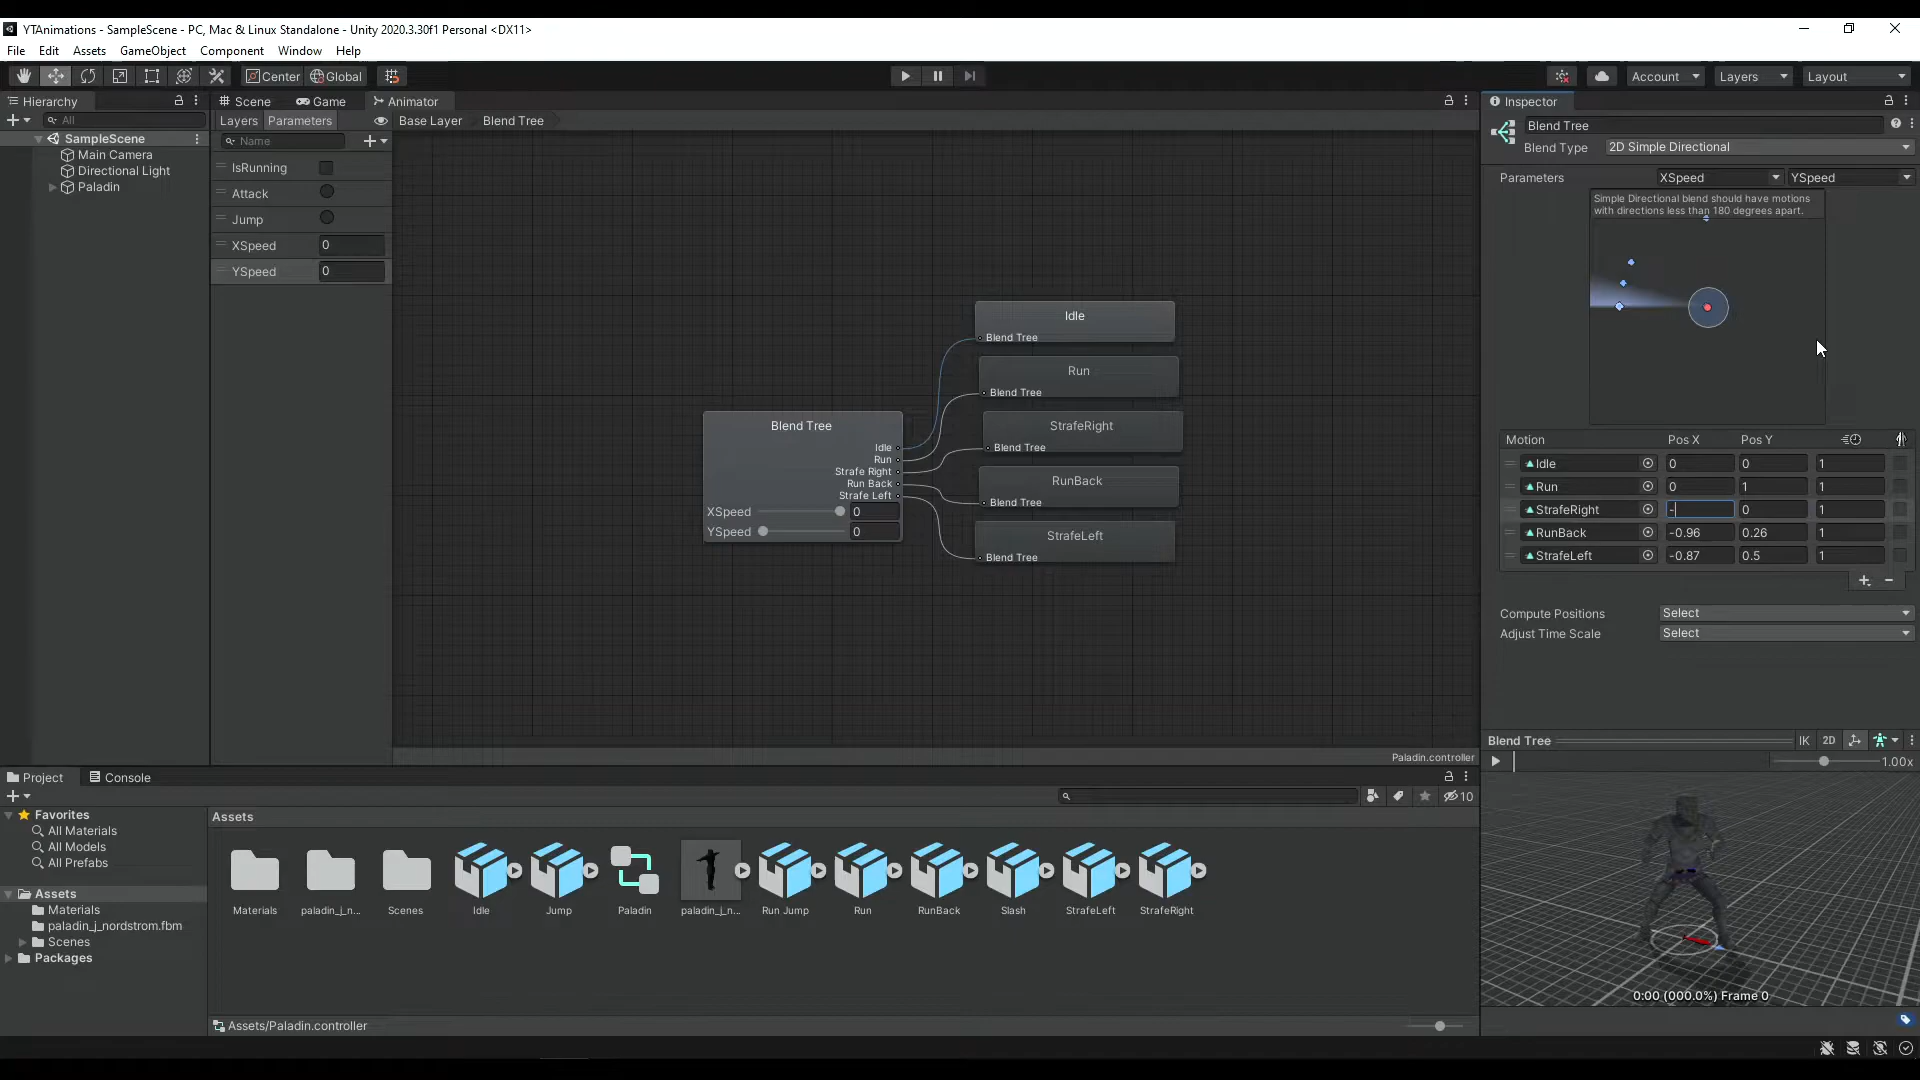 YTAnimations - SampleScene - PC, Mac & Linux Standalone - Unity 2020.3.30f1 Personal <DX11>
File Edit Assets GameObject Component Window Help
Center Global Account Layers Layout
Hierarchy
All
SampleScene
Main Camera
Directional Light
Paladin
Scene Game Animator
Layers Parameters Base Layer Blend Tree
Name
IsRunning
Attack
Jump
XSpeed 0
YSpeed 0
Idle
Blend Tree
Run
Blend Tree
StrafeRight
Blend Tree
RunBack
Blend Tree
StrafeLeft
Blend Tree
Blend Tree
Idle
Run
Strafe Right
Run Back
Strafe Left
XSpeed 0
YSpeed 0
Paladin.controller
Inspector
Blend Tree
Blend Type 2D Simple Directional
Parameters XSpeed YSpeed
Simple Directional blend should have motions
with directions less than 180 degrees apart.
Motion Pos X Pos Y
Idle 0 0 1
Run 0 1 1
StrafeRight - 0 1
RunBack -0.96 0.26 1
StrafeLeft -0.87 0.5 1
Compute Positions Select
Adjust Time Scale Select
Blend Tree IK 2D
1.00x
0:00 (000.0%) Frame 0
Project Console
10
Favorites
All Materials
All Models
All Prefabs
Assets
Materials
paladin_j_nordstrom.fbm
Scenes
Packages
Assets
Materials paladin_j_n... Scenes Idle Jump Paladin paladin_j_n... Run Jump Run RunBack Slash StrafeLeft StrafeRight
Assets/Paladin.controller